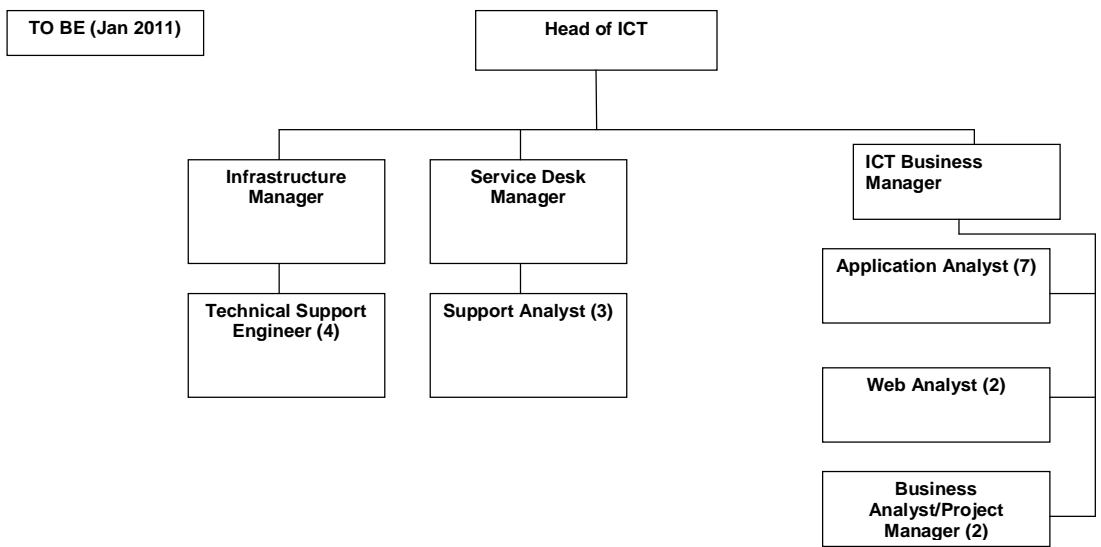 TO BE (Jan 2011)
Head of ICT
Infrastructure
Manager
Service Desk
Manager
ICT Business
Manager
Technical Support
Engineer (4)
Support Analyst (3)
Application Analyst (7)
Web Analyst (2)
Business
Analyst/Project
Manager (2)